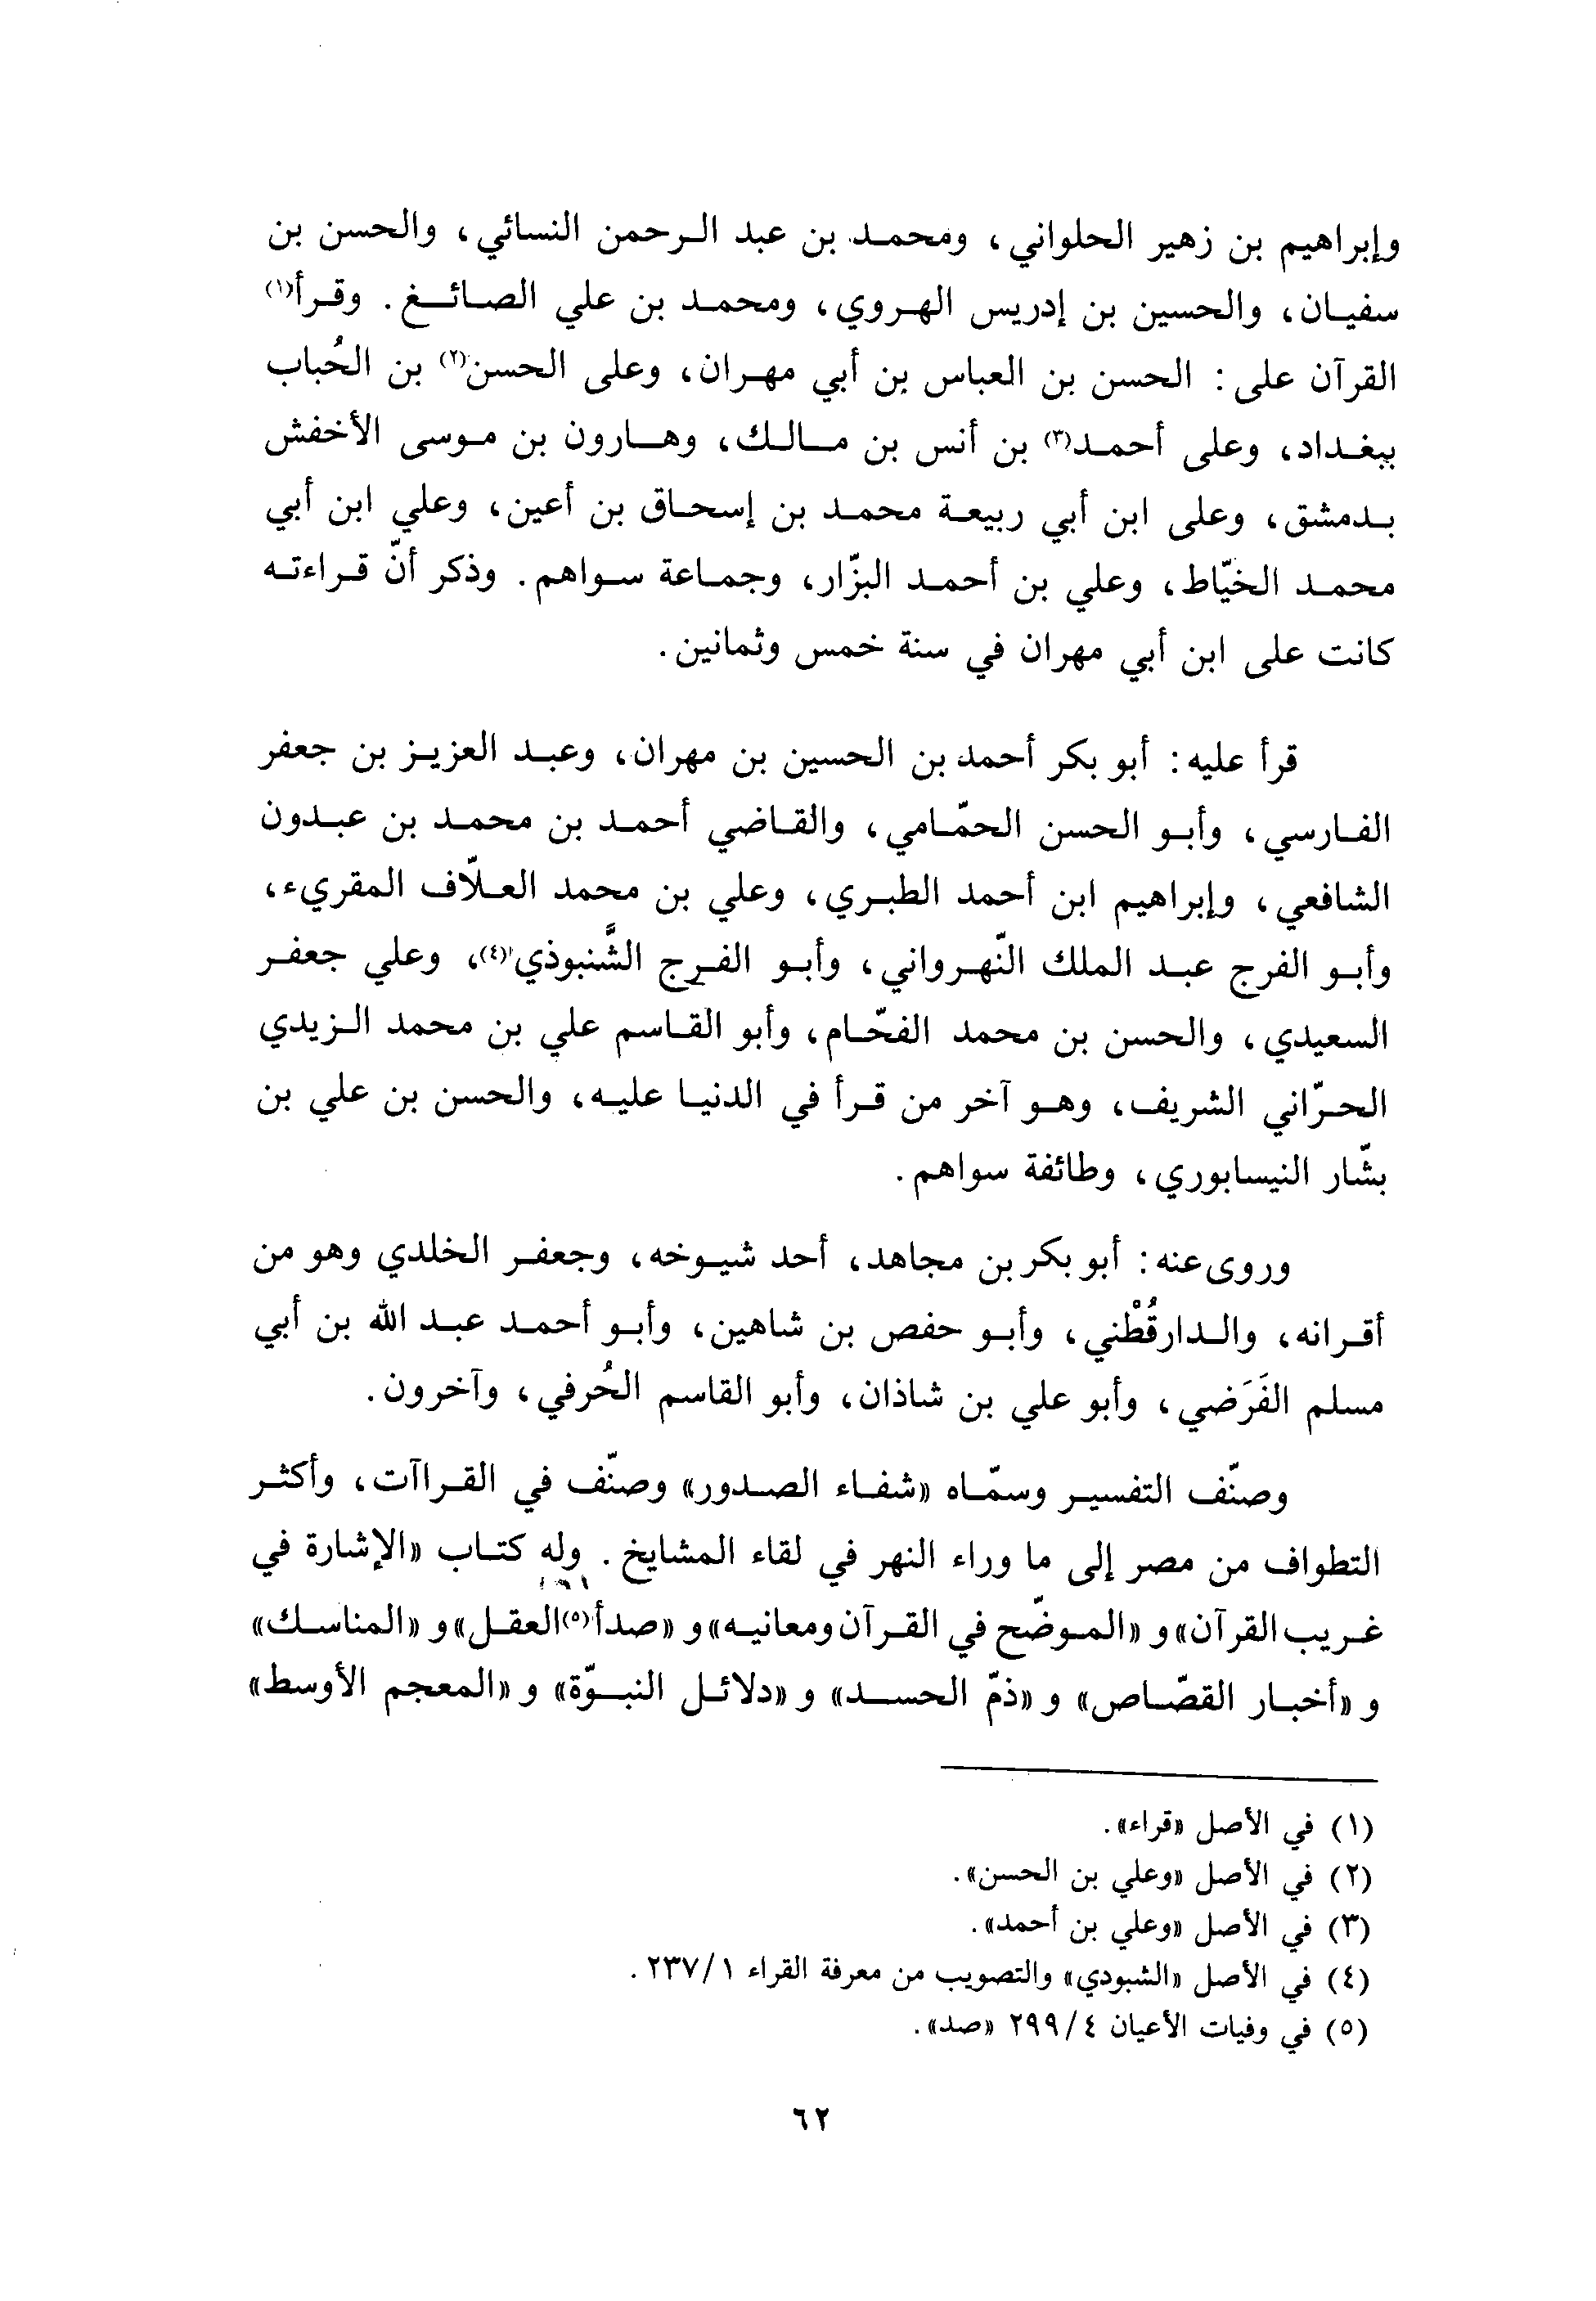 وإبراهيم بن زهير الحلواني، ومحمد بن عبد الرحمن النسائي، والحسن بن
سفيان، والحسين بن إدريس الهروي، ومحمد بن علي الصائغ. وقرأ(١)
القرآن على: الحسن بن العباس بن أبي مهران، وعلى الحسن(٢) بن الحُباب
ببغداد، وعلى أحمد(٣) بن أنس بن مالك، وهارون بن موسى الأخفش
بدمشق، وعلى ابن أبي ربيعة محمد بن إسحاق بن أعين، وعلي ابن أبي
محمد الخيّاط، وعلي بن أحمد البزّار، وجماعة سواهم. وذكر أنّ قراءته
كانت على ابن أبي مهران في سنة خمس وثمانين.
قرأ عليه: أبو بكر أحمد بن الحسين بن مهران، وعبد العزيز بن جعفر
الفارسي، وأبو الحسن الحمّامي، والقاضي أحمد بن محمد بن عبدون
الشافعي، وإبراهيم ابن أحمد الطبري، وعلي بن محمد العلاّف المقريء،
وأبو الفرج عبد الملك النّهرواني، وأبو الفرج الشَّنبوذي(٤)، وعلي جعفر
السعيدي، والحسن بن محمد الفحّام، وأبو القاسم علي بن محمد الزيدي
الحرّاني الشريف، وهو آخر من قرأ في الدنيا عليه، والحسن بن علي بن
بشّار النيسابوري، وطائفة سواهم.
وروى عنه: أبو بكر بن مجاهد، أحد شيوخه، وجعفر الخلدي وهو من
أقرانه، والدارقُطْني، وأبو حفص بن شاهين، وأبو أحمد عبد الله بن أبي
مسلم الفَرَضي، وأبو علي بن شاذان، وأبو القاسم الحُرفي، وآخرون.
وصنّف التفسير وسمّاه «شفاء الصدور» وصنّف في القراآت، وأكثر
التطواف من مصر إلى ما وراء النهر في لقاء المشايخ. وله كتاب «الإشارة في
غريب القرآن» و «الموضّح في القرآن ومعانيه» و «صدأ(٥) العقل» و «المناسك»
و «أخبار القصّاص» و «ذمّ الحسد» و «دلائل النبوّة» و «المعجم الأوسط»
(١) في الأصل «قراء».
(٢) في الأصل «وعلي بن الحسن».
(٣) في الأصل «وعلي بن أحمد».
(٤) في الأصل «الشبودي» والتصويب من معرفة القراء ٢٣٧/١.
(٥) في وفيات الأعيان ٢٩٩/٤ «صد».
٦٢